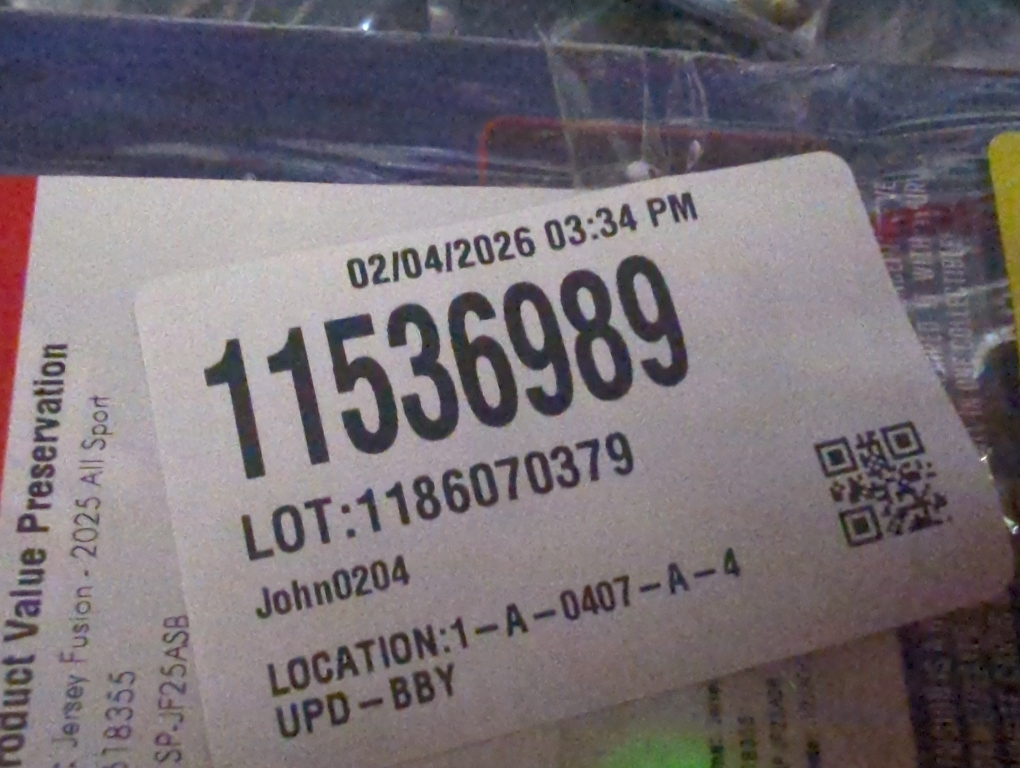 02/04/2026 03:34 PM
11536989
LOT:1186070379
John0204
LOCATION:1-A-0407-A-4
UPD-BBY
Product Value Preservation
Jersey Fusion - 2025 All Sport
18355
SP-JF25ASB